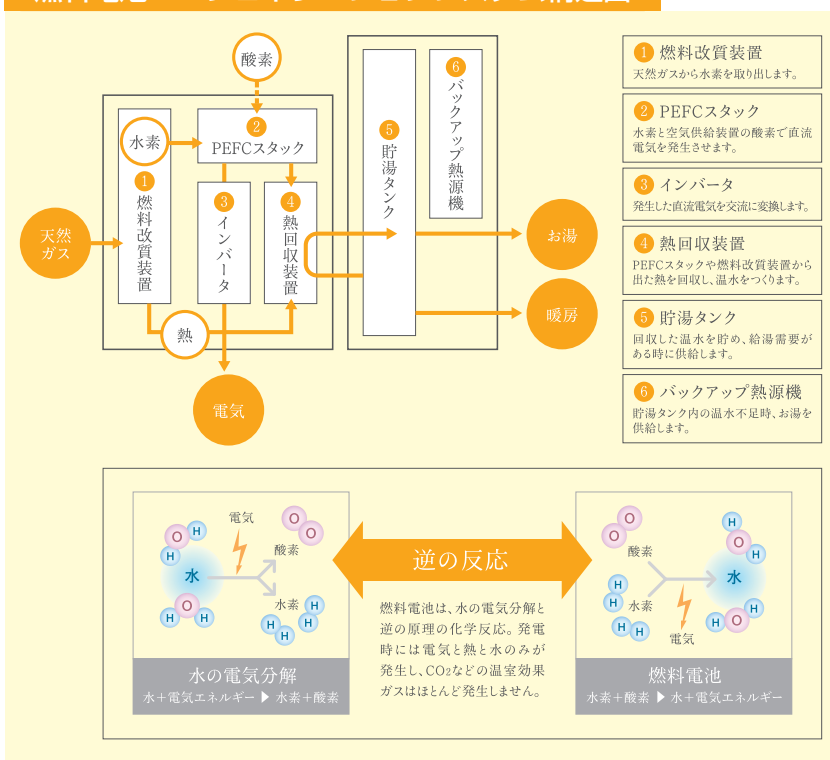 酸素
水素
❶
燃料改質装置
❷
PEFCスタック
❸
インバータ
❹
熱回収装置
❺
貯湯タンク
❻
バックアップ熱源機
天然
ガス
熱
電気
お湯
暖房
❶ 燃料改質装置
天然ガスから水素を取り出します。
❷ PEFCスタック
水素と空気供給装置の酸素で直流
電気を発生させます。
❸ インバータ
発生した直流電気を交流に変換します。
❹ 熱回収装置
PEFCスタックや燃料改質装置から
出た熱を回収し、温水をつくります。
❺ 貯湯タンク
回収した温水を貯め、給湯需要が
ある時に供給します。
❻ バックアップ熱源機
貯湯タンク内の温水不足時、お湯を
供給します。
H O H
水
H O H
電気
O O
酸素
水素
H H
H H
水の電気分解
水+電気エネルギー ▶ 水素+酸素
逆の反応
燃料電池は、水の電気分解と
逆の原理の化学反応。発電
時には電気と熱と水のみが
発生し、CO2などの温室効果
ガスはほとんど発生しません。
O O
酸素
H H
水素
H H
電気
H O H
水
H O H
燃料電池
水素+酸素 ▶ 水+電気エネルギー